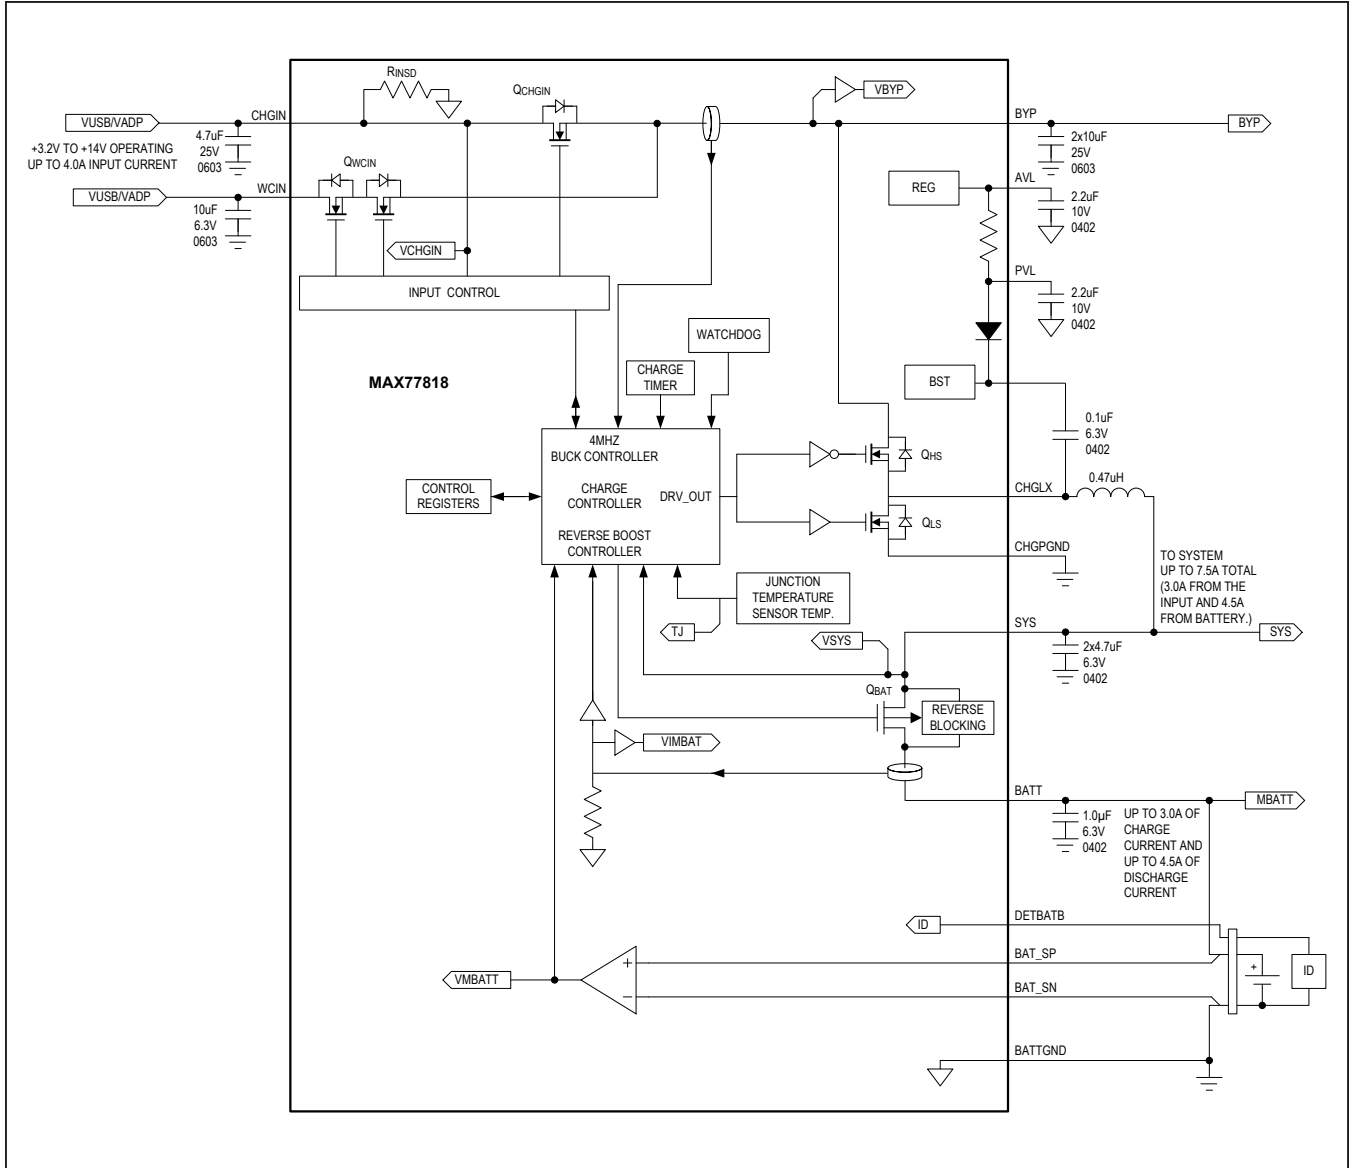 RINSD
QCHGIN
VBYP
VUSB/VADP
CHGIN
BYP
BYP
4.7uF
25V
0603
+3.2V TO +14V OPERATING
UP TO 4.0A INPUT CURRENT
2x10uF
25V
0603
QWCIN
VUSB/VADP
WCIN
10uF
6.3V
0603
REG
AVL
2.2uF
10V
0402
VCHGIN
INPUT CONTROL
PVL
2.2uF
10V
0402
WATCHDOG
MAX77818
CHARGE
TIMER
BST
0.1uF
6.3V
0402
4MHZ
BUCK CONTROLLER
CHARGE
CONTROLLER
DRV_OUT
REVERSE BOOST
CONTROLLER
CONTROL
REGISTERS
QHS
QLS
CHGLX
0.47uH
CHGPGND
TO SYSTEM
UP TO 7.5A TOTAL
(3.0A FROM THE
INPUT AND 4.5A
FROM BATTERY.)
JUNCTION
TEMPERATURE
SENSOR TEMP.
TJ
VSYS
SYS
SYS
2x4.7uF
6.3V
0402
QBAT
REVERSE
BLOCKING
VIMBAT
BATT
MBATT
1.0µF
6.3V
0402
UP TO 3.0A OF
CHARGE
CURRENT AND
UP TO 4.5A OF
DISCHARGE
CURRENT
ID
DETBATB
BAT_SP
BAT_SN
+
−
VMBATT
+
ID
BATTGND